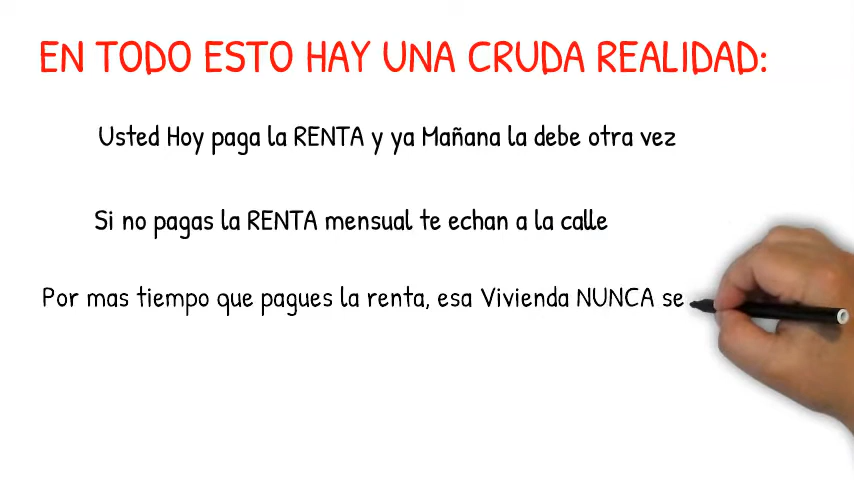 EN TODO ESTO HAY UNA CRUDA REALIDAD:
Usted Hoy paga la RENTA y ya Mañana la debe otra vez
Si no pagas la RENTA mensual te echan a la calle
Por mas tiempo que pagues la renta, esa Vivienda NUNCA se